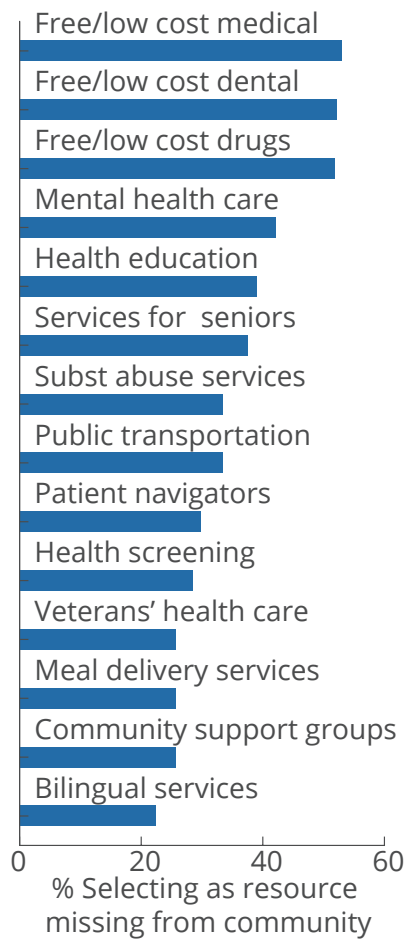 Free/low cost medical
Free/low cost dental
Free/low cost drugs
Mental health care
Health education
Services for  seniors
Subst abuse services
Public transportation
Patient navigators
Health screening
Veterans’ health care
Meal delivery services
Community support groups
Bilingual services
0 20 40 60
% Selecting as resource
missing from community